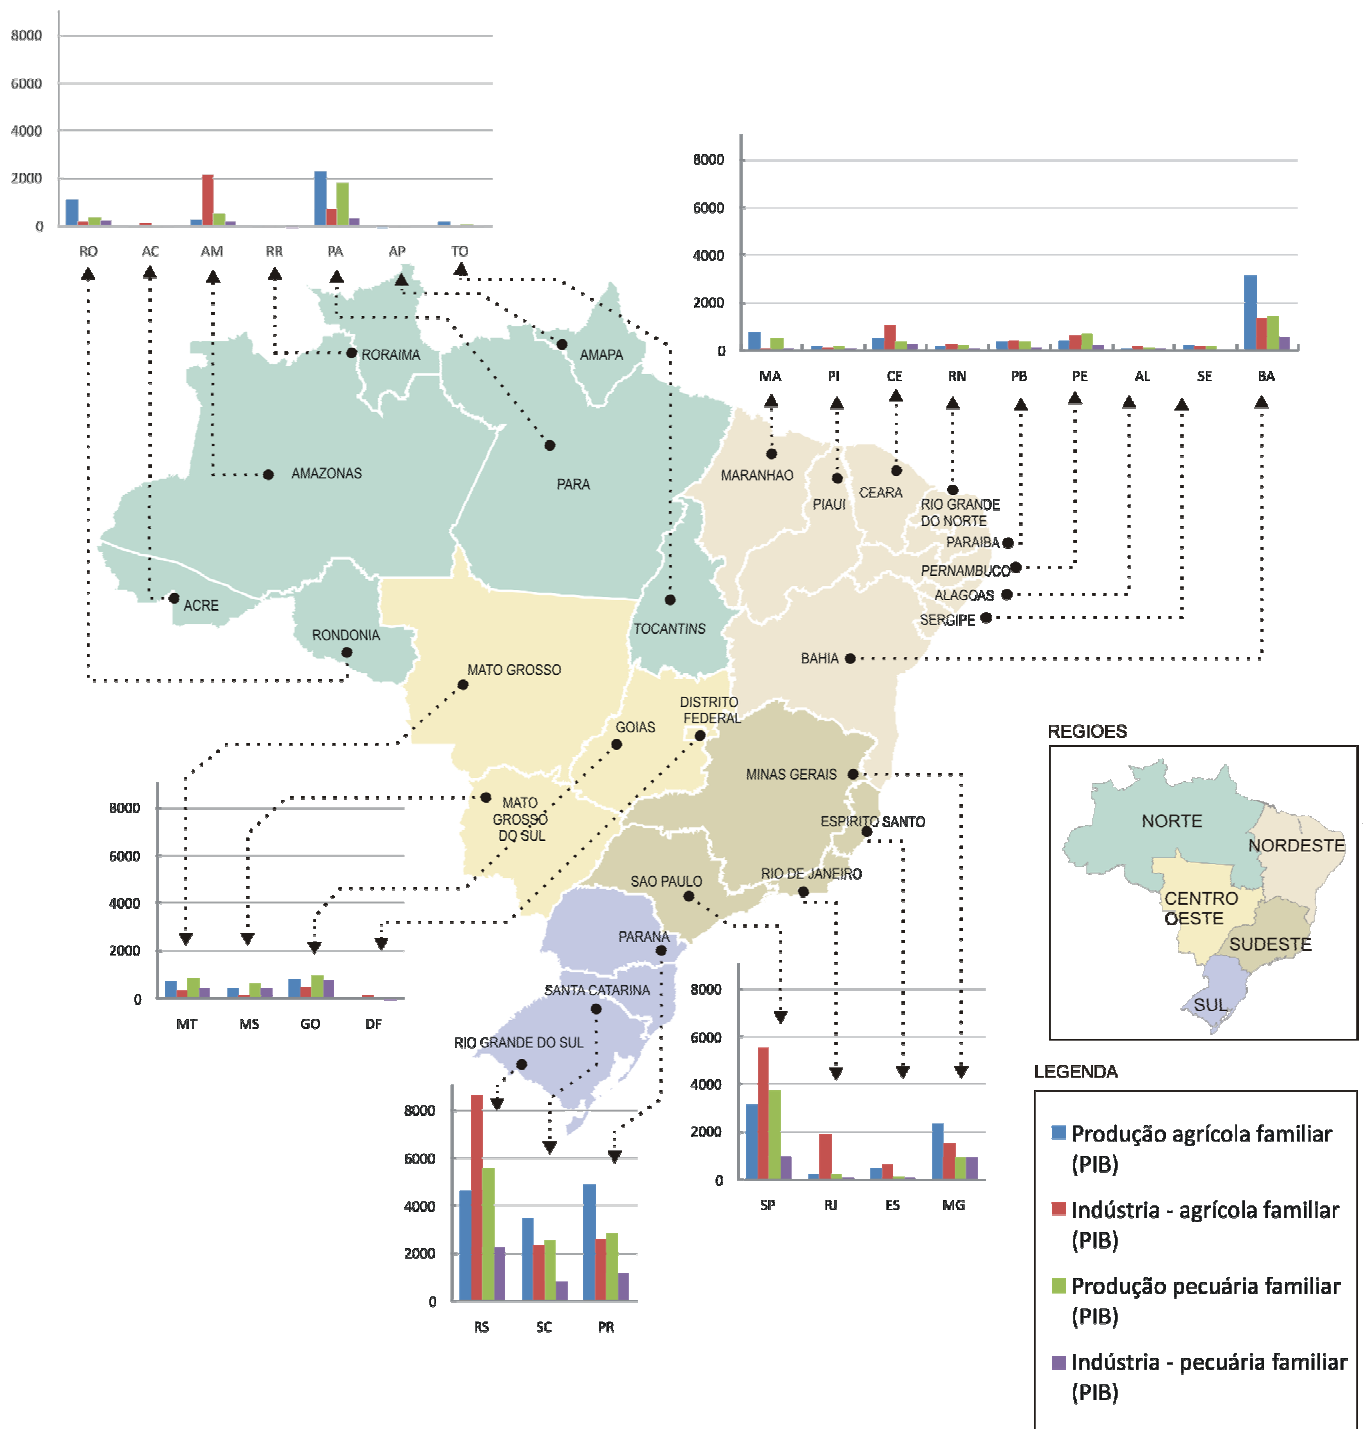 8000
6000
4000
2000
0
RO AC AM RR PA AP TO
8000
6000
4000
2000
0
MA PI CE RN PB PE AL SE BA
RORAIMA
AMAPA
AMAZONAS
PARA
MARANHAO
PIAUI
CEARA
RIO GRANDE
DO NORTE
PARAIBA
PERNAMBUCO
ALAGOAS
SERGIPE
ACRE
RONDONIA
TOCANTINS
BAHIA
MATO GROSSO
DISTRITO
FEDERAL
GOIAS
MINAS GERAIS
MATO
GROSSO
DO SUL
ESPIRITO SANTO
RIO DE JANEIRO
SAO PAULO
PARANA
SANTA CATARINA
RIO GRANDE DO SUL
8000
6000
4000
2000
0
MT MS GO DF
8000
6000
4000
2000
0
RS SC PR
8000
6000
4000
2000
0
SP RJ ES MG
REGIOES
NORTE
NORDESTE
CENTRO
OESTE
SUDESTE
SUL
LEGENDA
Produção agrícola familiar
(PIB)
Indústria - agrícola familiar
(PIB)
Produção pecuária familiar
(PIB)
Indústria - pecuária familiar
(PIB)